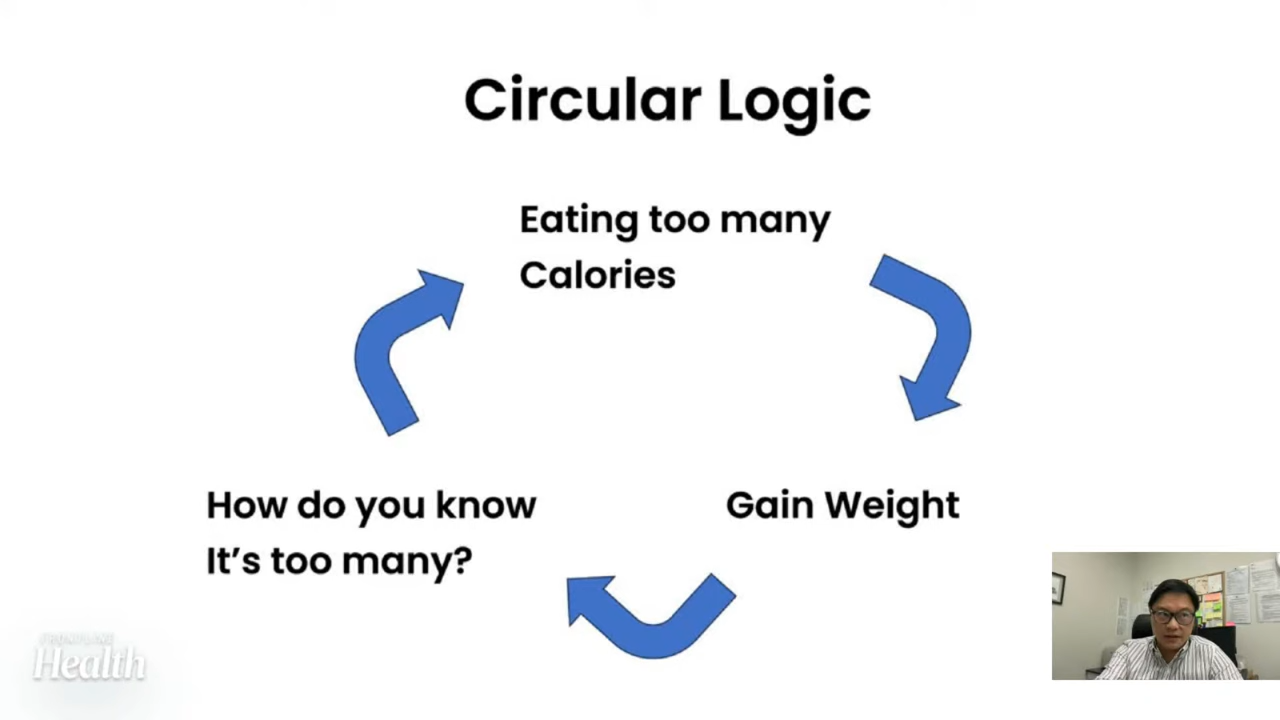 Circular Logic
Eating too many
Calories
How do you know
It's too many?
Gain Weight
Health